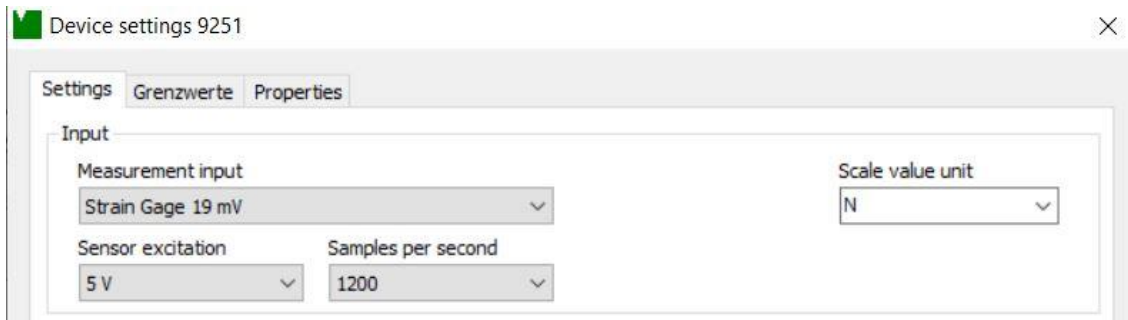 Device settings 9251
Settings Grenzwerte Properties
Input
Measurement input Scale value unit
Strain Gage 19 mV N
Sensor excitation Samples per second
5 V 1200